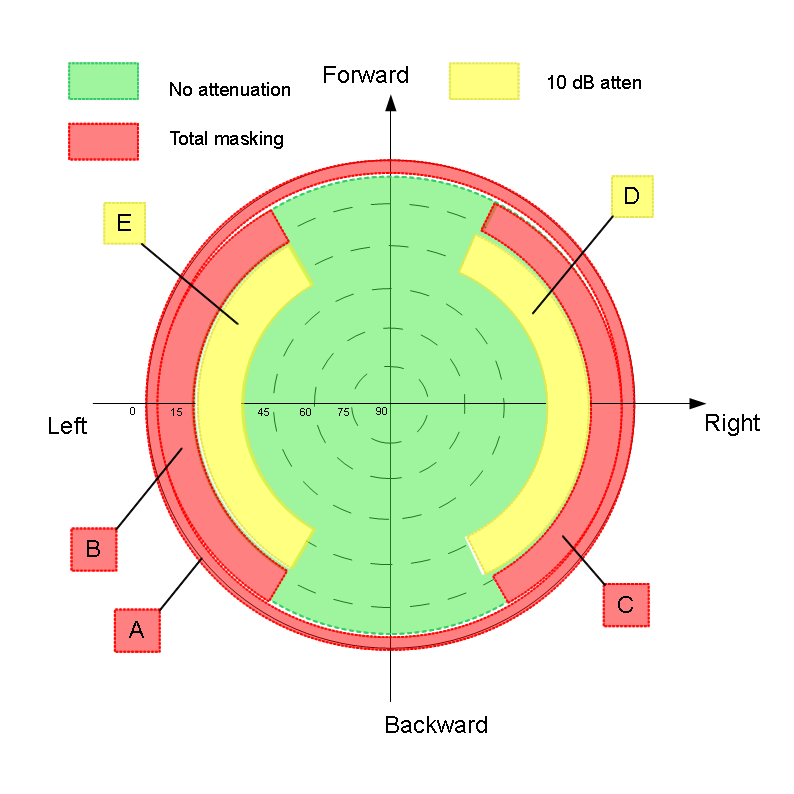 Forward
No attenuation
10 dB atten
Total masking
E
D
0
15
45
60
75
90
Left
Right
B
C
A
Backward